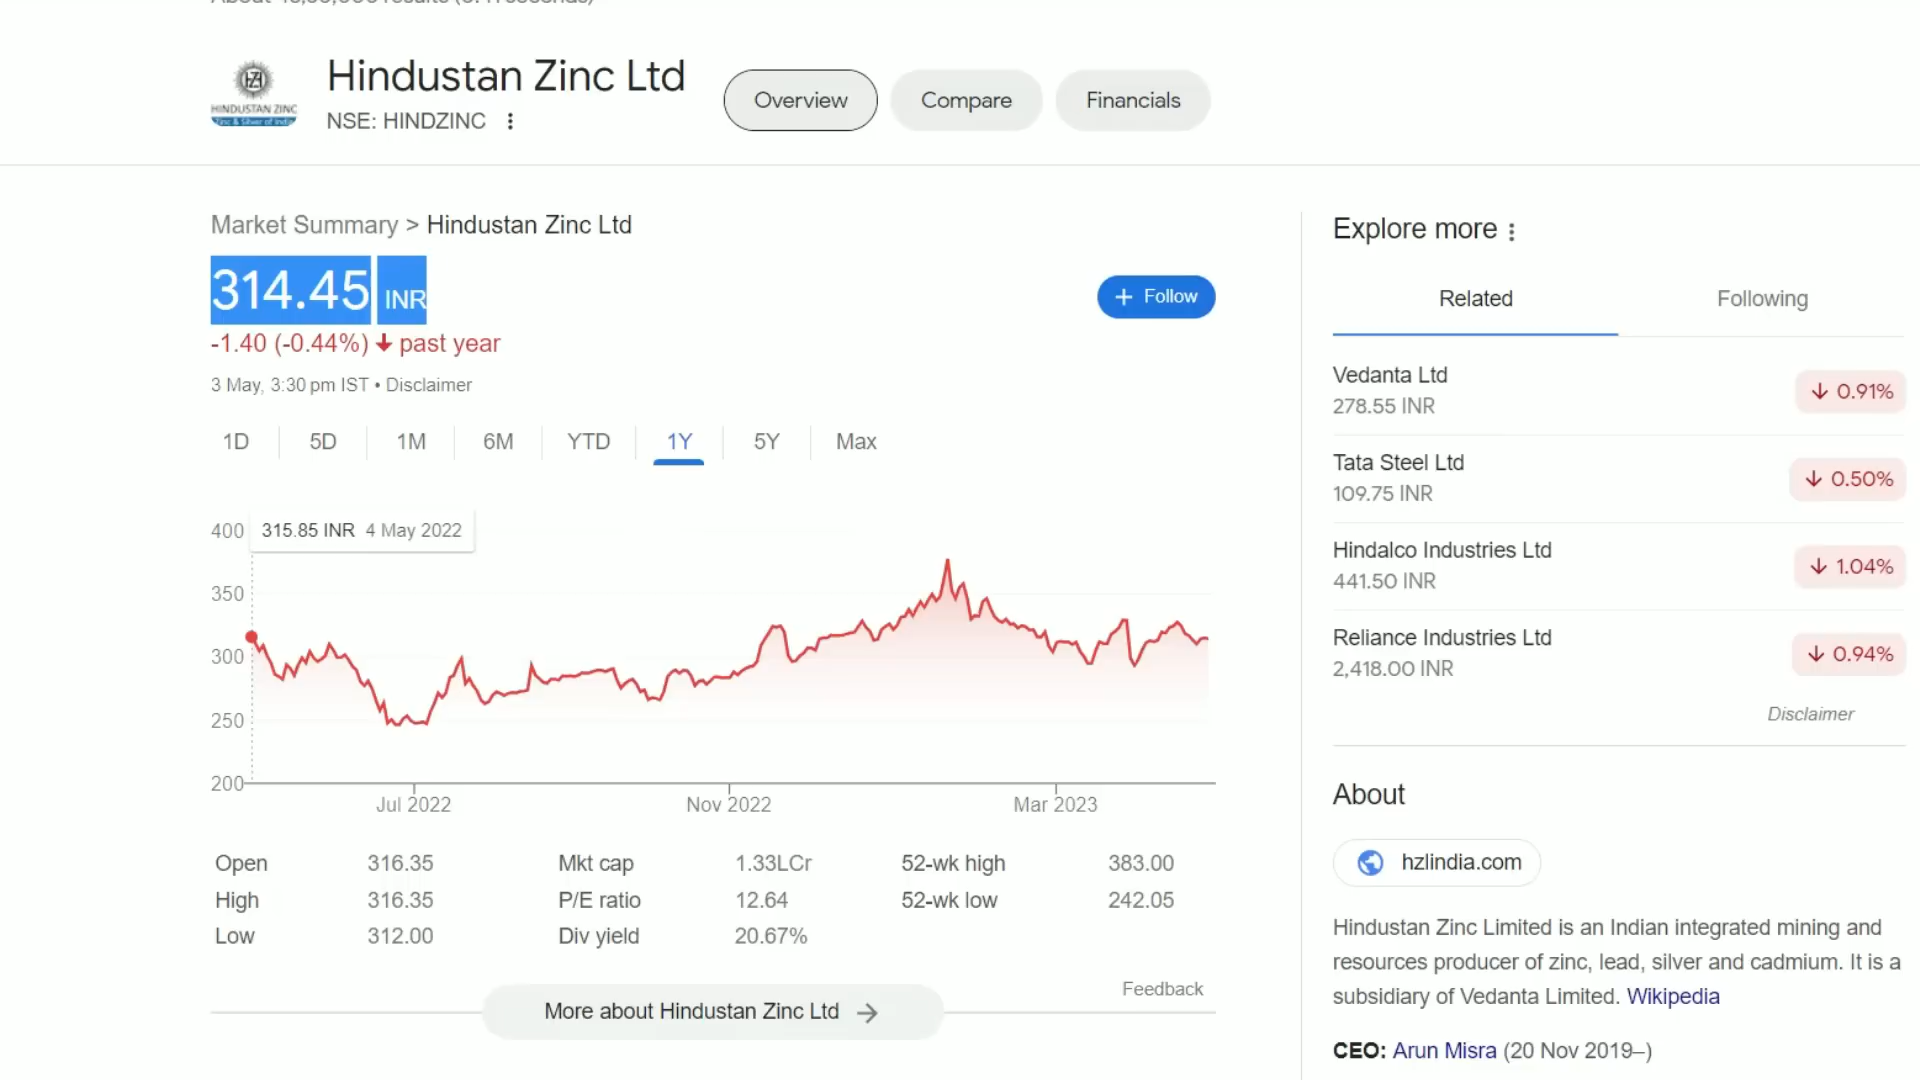 HINDUSTAN ZINC
Zinc & Silver of India
Hindustan Zinc Ltd
NSE: HINDZINC
Overview
Compare
Financials
Market Summary > Hindustan Zinc Ltd
314.45 INR
-1.40 (-0.44%) ↓ past year
3 May, 3:30 pm IST • Disclaimer
+ Follow
1D 5D 1M 6M YTD 1Y 5Y Max
315.85 INR 4 May 2022
400
350
300
250
200
Jul 2022 Nov 2022 Mar 2023
Open 316.35 Mkt cap 1.33LCr 52-wk high 383.00
High 316.35 P/E ratio 12.64 52-wk low 242.05
Low 312.00 Div yield 20.67%
Feedback
More about Hindustan Zinc Ltd →
Explore more
Related Following
Vedanta Ltd
278.55 INR
↓ 0.91%
Tata Steel Ltd
109.75 INR
↓ 0.50%
Hindalco Industries Ltd
441.50 INR
↓ 1.04%
Reliance Industries Ltd
2,418.00 INR
↓ 0.94%
Disclaimer
About
hzlindia.com
Hindustan Zinc Limited is an Indian integrated mining and
resources producer of zinc, lead, silver and cadmium. It is a
subsidiary of Vedanta Limited. Wikipedia
CEO: Arun Misra (20 Nov 2019–)